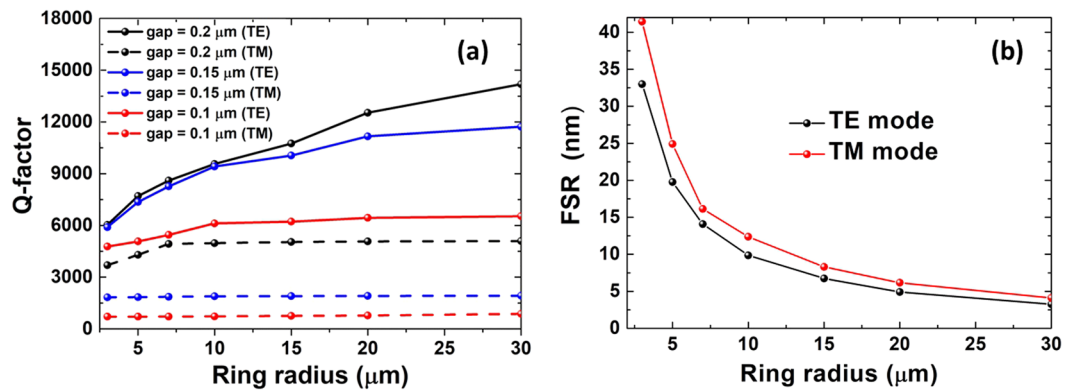 18000
15000
12000
9000
6000
3000
0
Q-factor
gap = 0.2 μm (TE)
gap = 0.2 μm (TM)
gap = 0.15 μm (TE)
gap = 0.15 μm (TM)
gap = 0.1 μm (TE)
gap = 0.1 μm (TM)
(a)
5 10 15 20 25 30
Ring radius (μm)
40
35
30
25
20
15
10
5
0
FSR (nm)
(b)
TE mode
TM mode
5 10 15 20 25 30
Ring radius (μm)